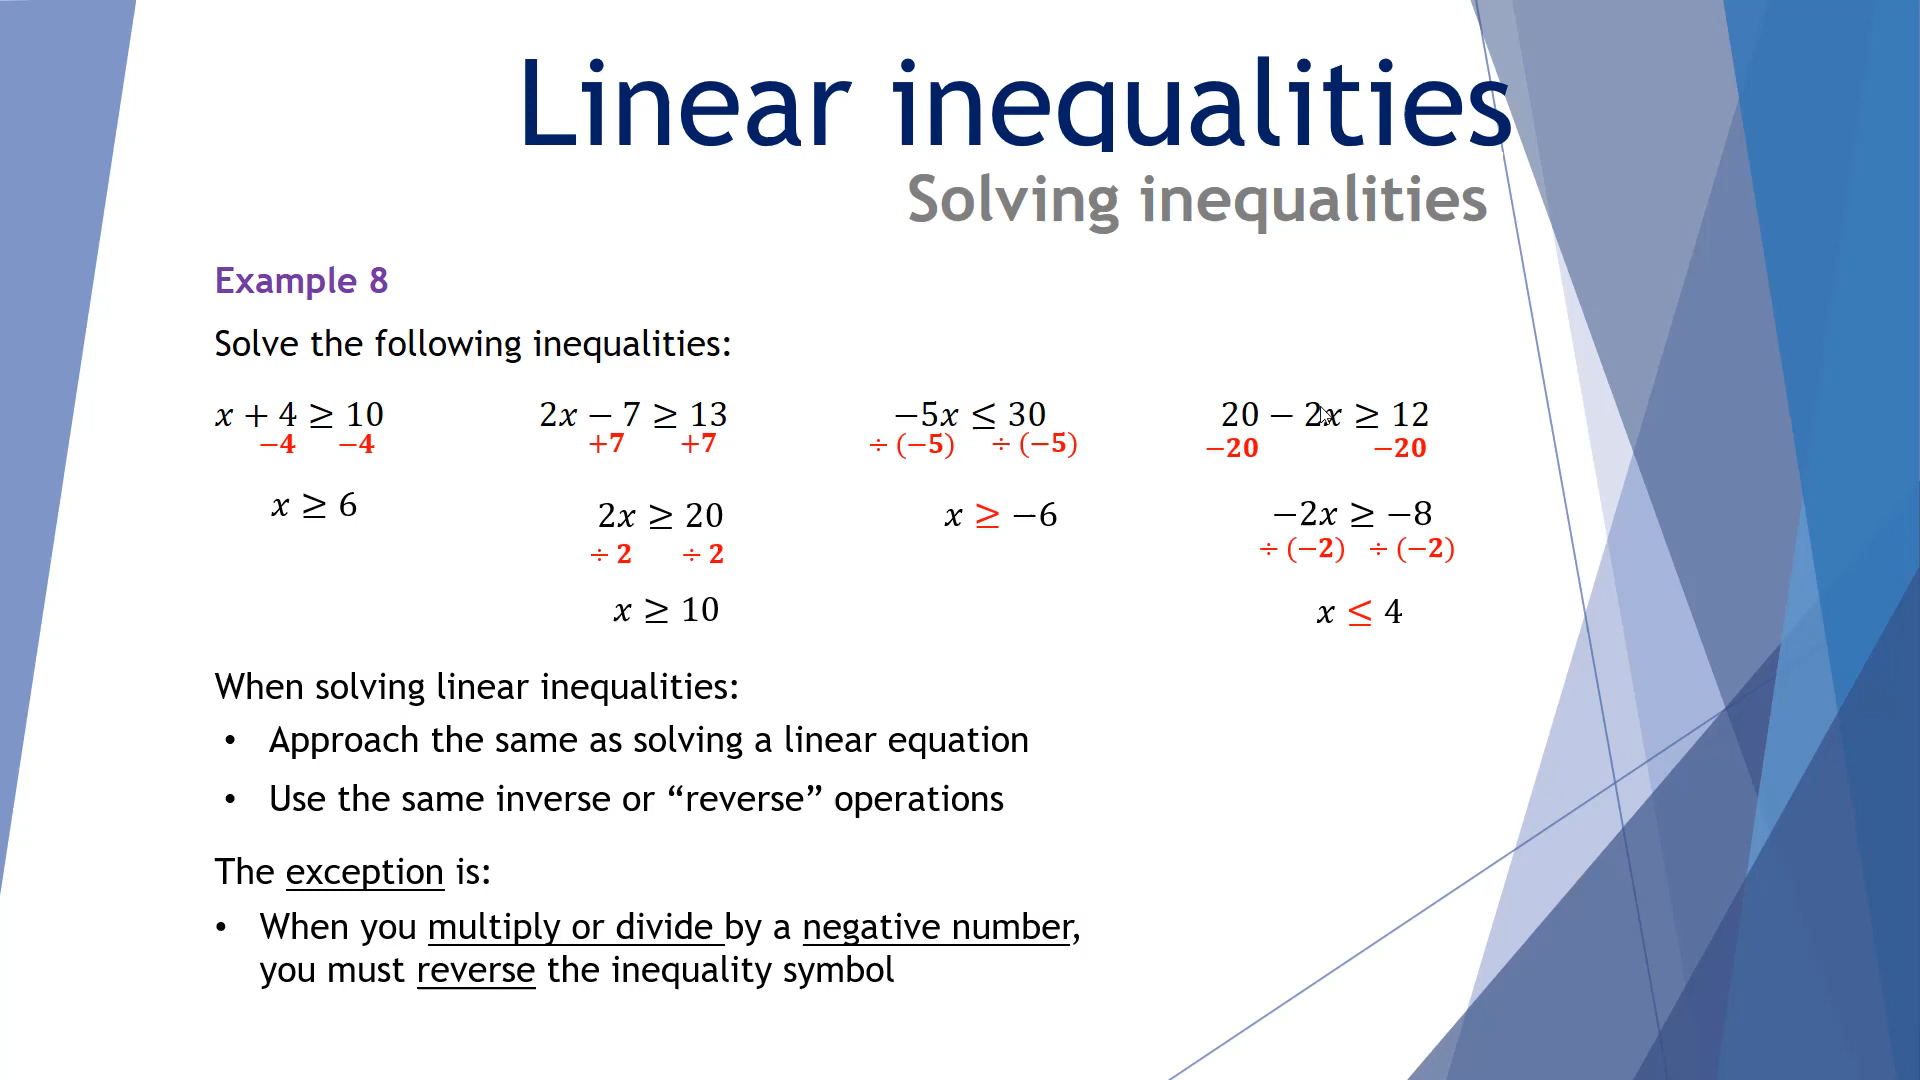 Linear inequalities
Solving inequalities
Example 8
Solve the following inequalities:
x + 4 ≥ 10 2x − 7 ≥ 13 −5x ≤ 30 20 − 2x ≥ 12
−4 −4 +7 +7 ÷ (−5) ÷ (−5) −20 −20
x ≥ 6 2x ≥ 20 x ≥ −6 −2x ≥ −8
÷ 2 ÷ 2 ÷ (−2) ÷ (−2)
x ≥ 10 x ≤ 4
When solving linear inequalities:
• Approach the same as solving a linear equation
• Use the same inverse or “reverse” operations
The exception is:
• When you multiply or divide by a negative number,
you must reverse the inequality symbol